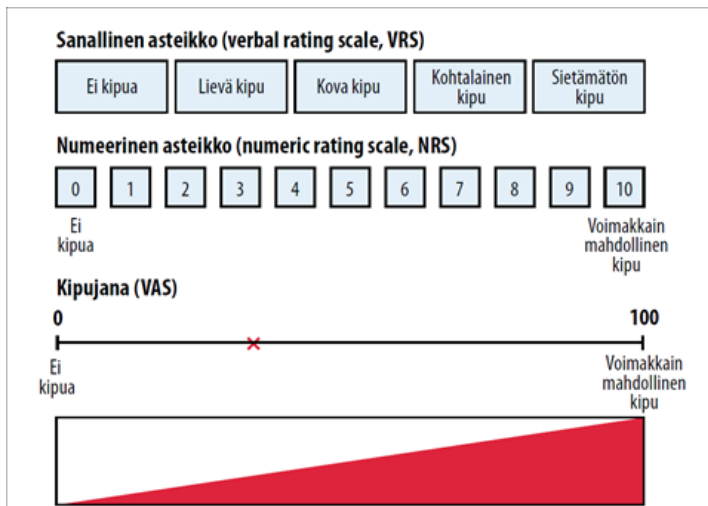 Sanallinen asteikko (verbal rating scale, VRS)
Ei kipua Lievä kipu Kova kipu Kohtalainen kipu Sietämätön kipu
Numeerinen asteikko (numeric rating scale, NRS)
0 1 2 3 4 5 6 7 8 9 10
Ei kipua
Voimakkain mahdollinen kipu
Kipujana (VAS)
0 100
Ei kipua
Voimakkain mahdollinen kipu